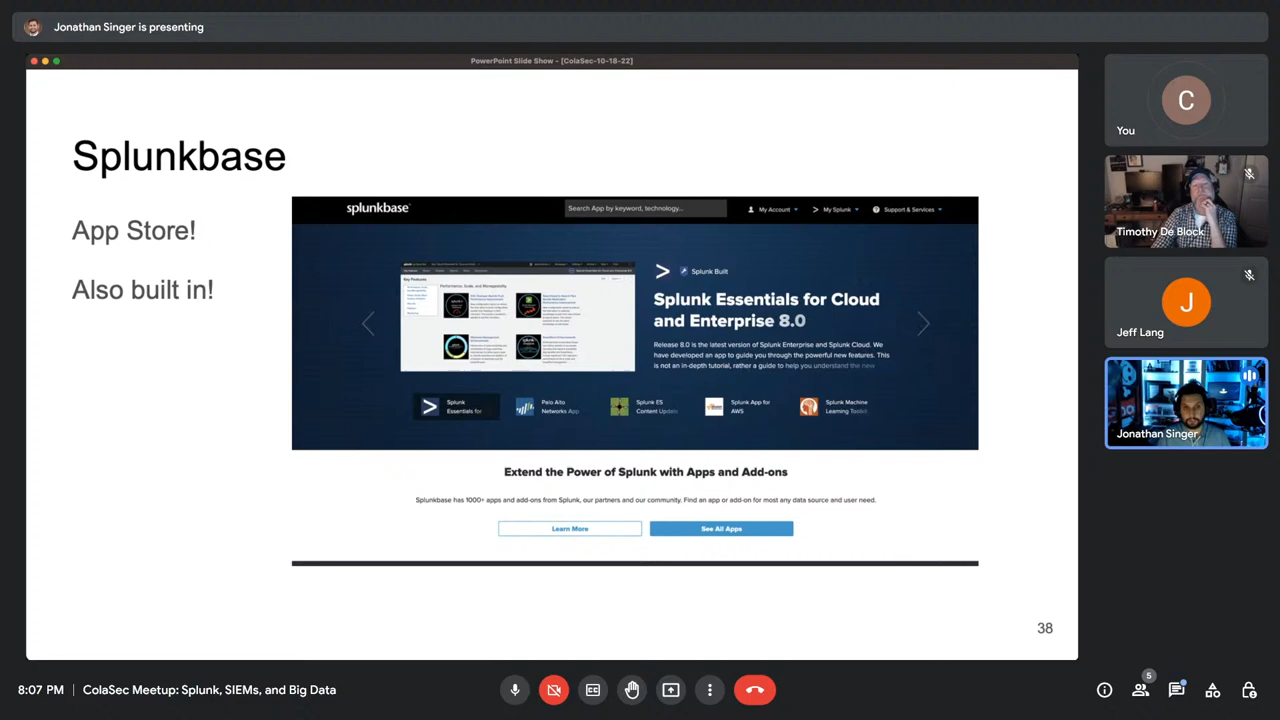 Jonathan Singer is presenting
PowerPoint Slide Show - [ColaSec-10-18-22]
Splunkbase
App Store!
Also built in!
splunkbase
Search App by keyword, technology...
My Account
My Splunk
Support & Services
Key Features
Splunk Built
Splunk Essentials for Cloud
and Enterprise 8.0
Release 8.0 is the latest version of Splunk Enterprise and Splunk Cloud. We
have developed an app to guide you through the powerful new features. This
is not an in-depth tutorial, rather a guide to help you understand the new
Splunk
Essentials for
Palo Alto
Networks App
Splunk ES
Content Update
Splunk App for
AWS
Splunk Machine
Learning Toolkit
Extend the Power of Splunk with Apps and Add-ons
Splunkbase has 1000+ apps and add-ons from Splunk, our partners and our community. Find an app or add-on for most any data source and user need.
Learn More
See All Apps
38
C
You
Timothy De Block
J
Jeff Lang
Jonathan Singer
8:07 PM
ColaSec Meetup: Splunk, SIEMs, and Big Data
CC
5